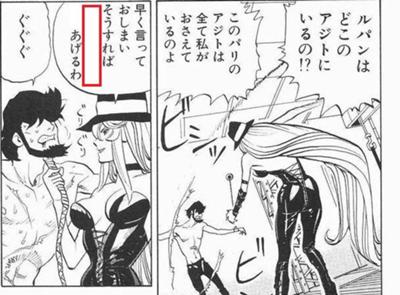 ルパンは
どこの
アジトに
いるの!?
このパリの
アジトは
全て私が
おさえて
いるのよ
ビシ
ビシ
早く言って
おしまい
そうすれば
あげるわ
ぐぐぐ